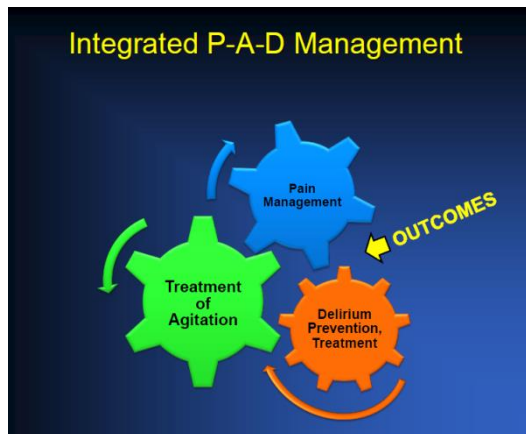 Integrated P-A-D Management
Pain
Management
OUTCOMES
Treatment
of
Agitation
Delirium
Prevention,
Treatment